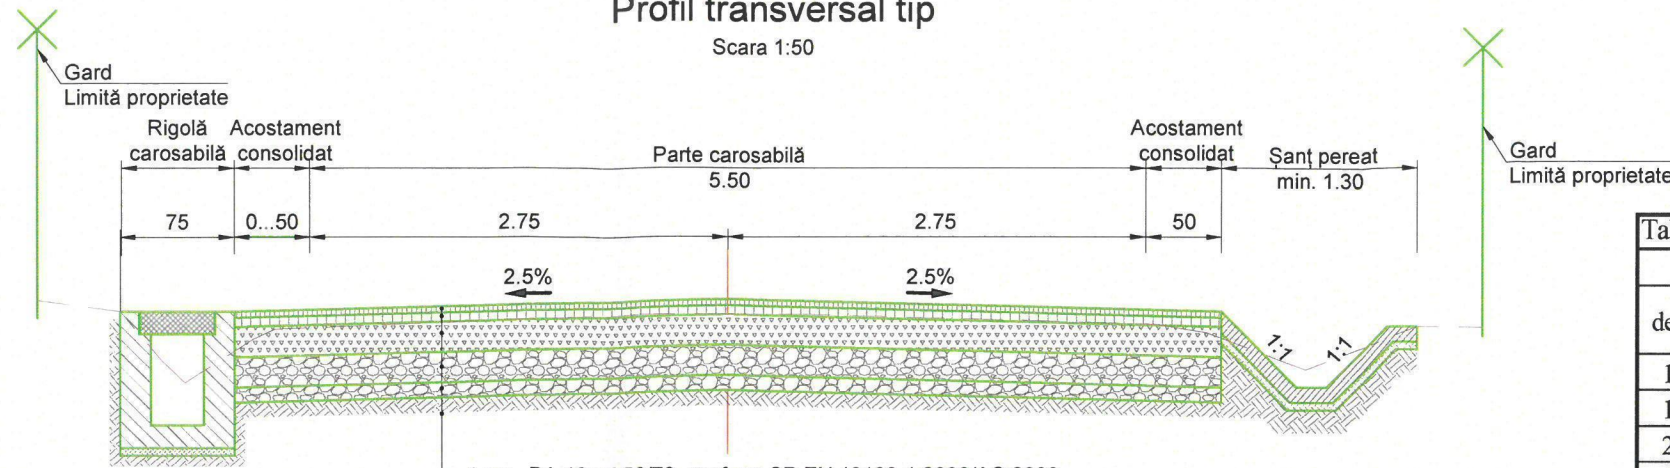 Profil transversal tip
Scara 1:50
Gard
Limită proprietate
Rigolă
carosabilă
Acostament
consolidat
Parte carosabilă
5.50
Acostament
consolidat
Șanț pereat
min. 1.30
Gard
Limită proprietate
75
0...50
2.75
2.75
50
2.5%
2.5%
1:1
1:1